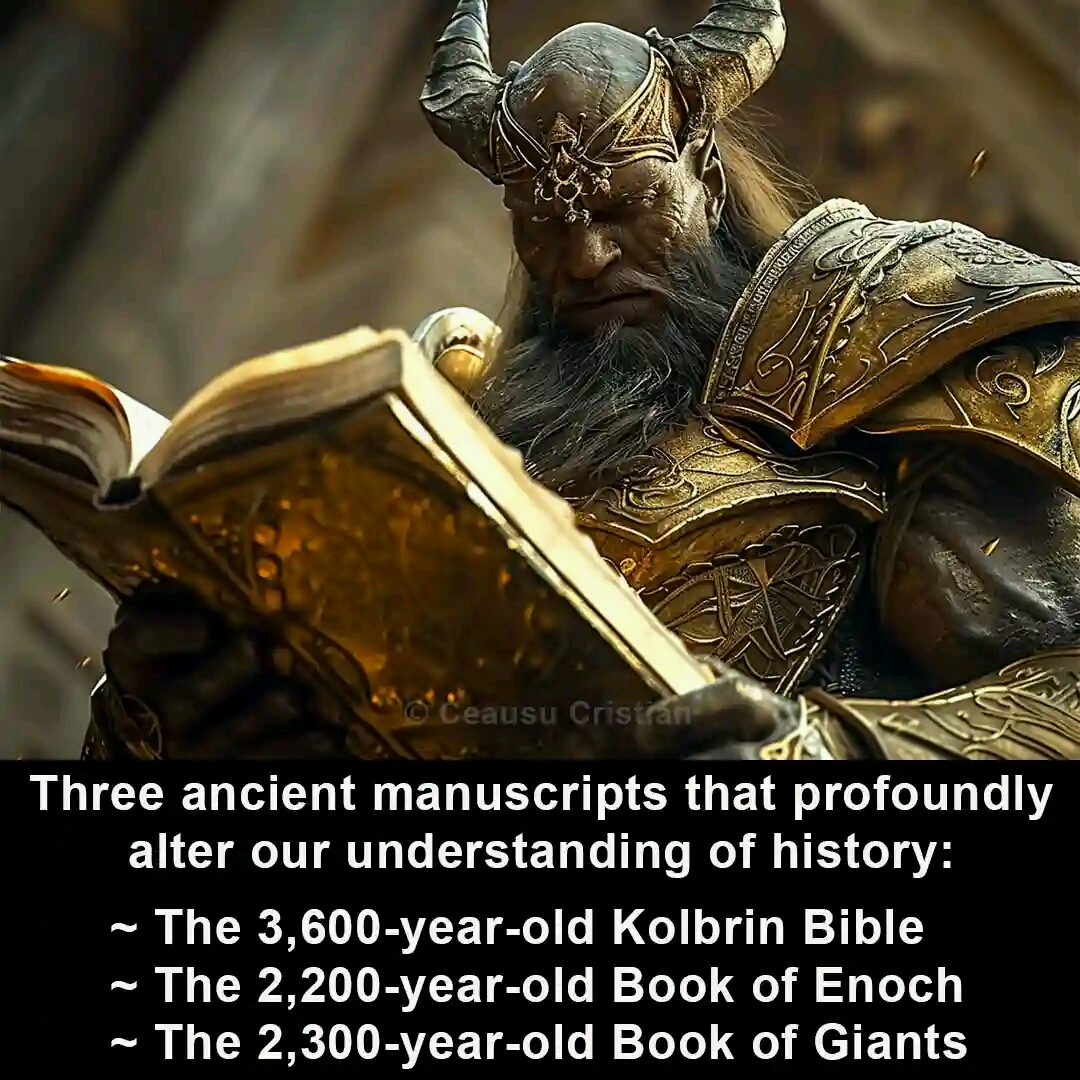 © Ceausu Cristian
Three ancient manuscripts that profoundly
alter our understanding of history:
~ The 3,600-year-old Kolbrin Bible
~ The 2,200-year-old Book of Enoch
~ The 2,300-year-old Book of Giants